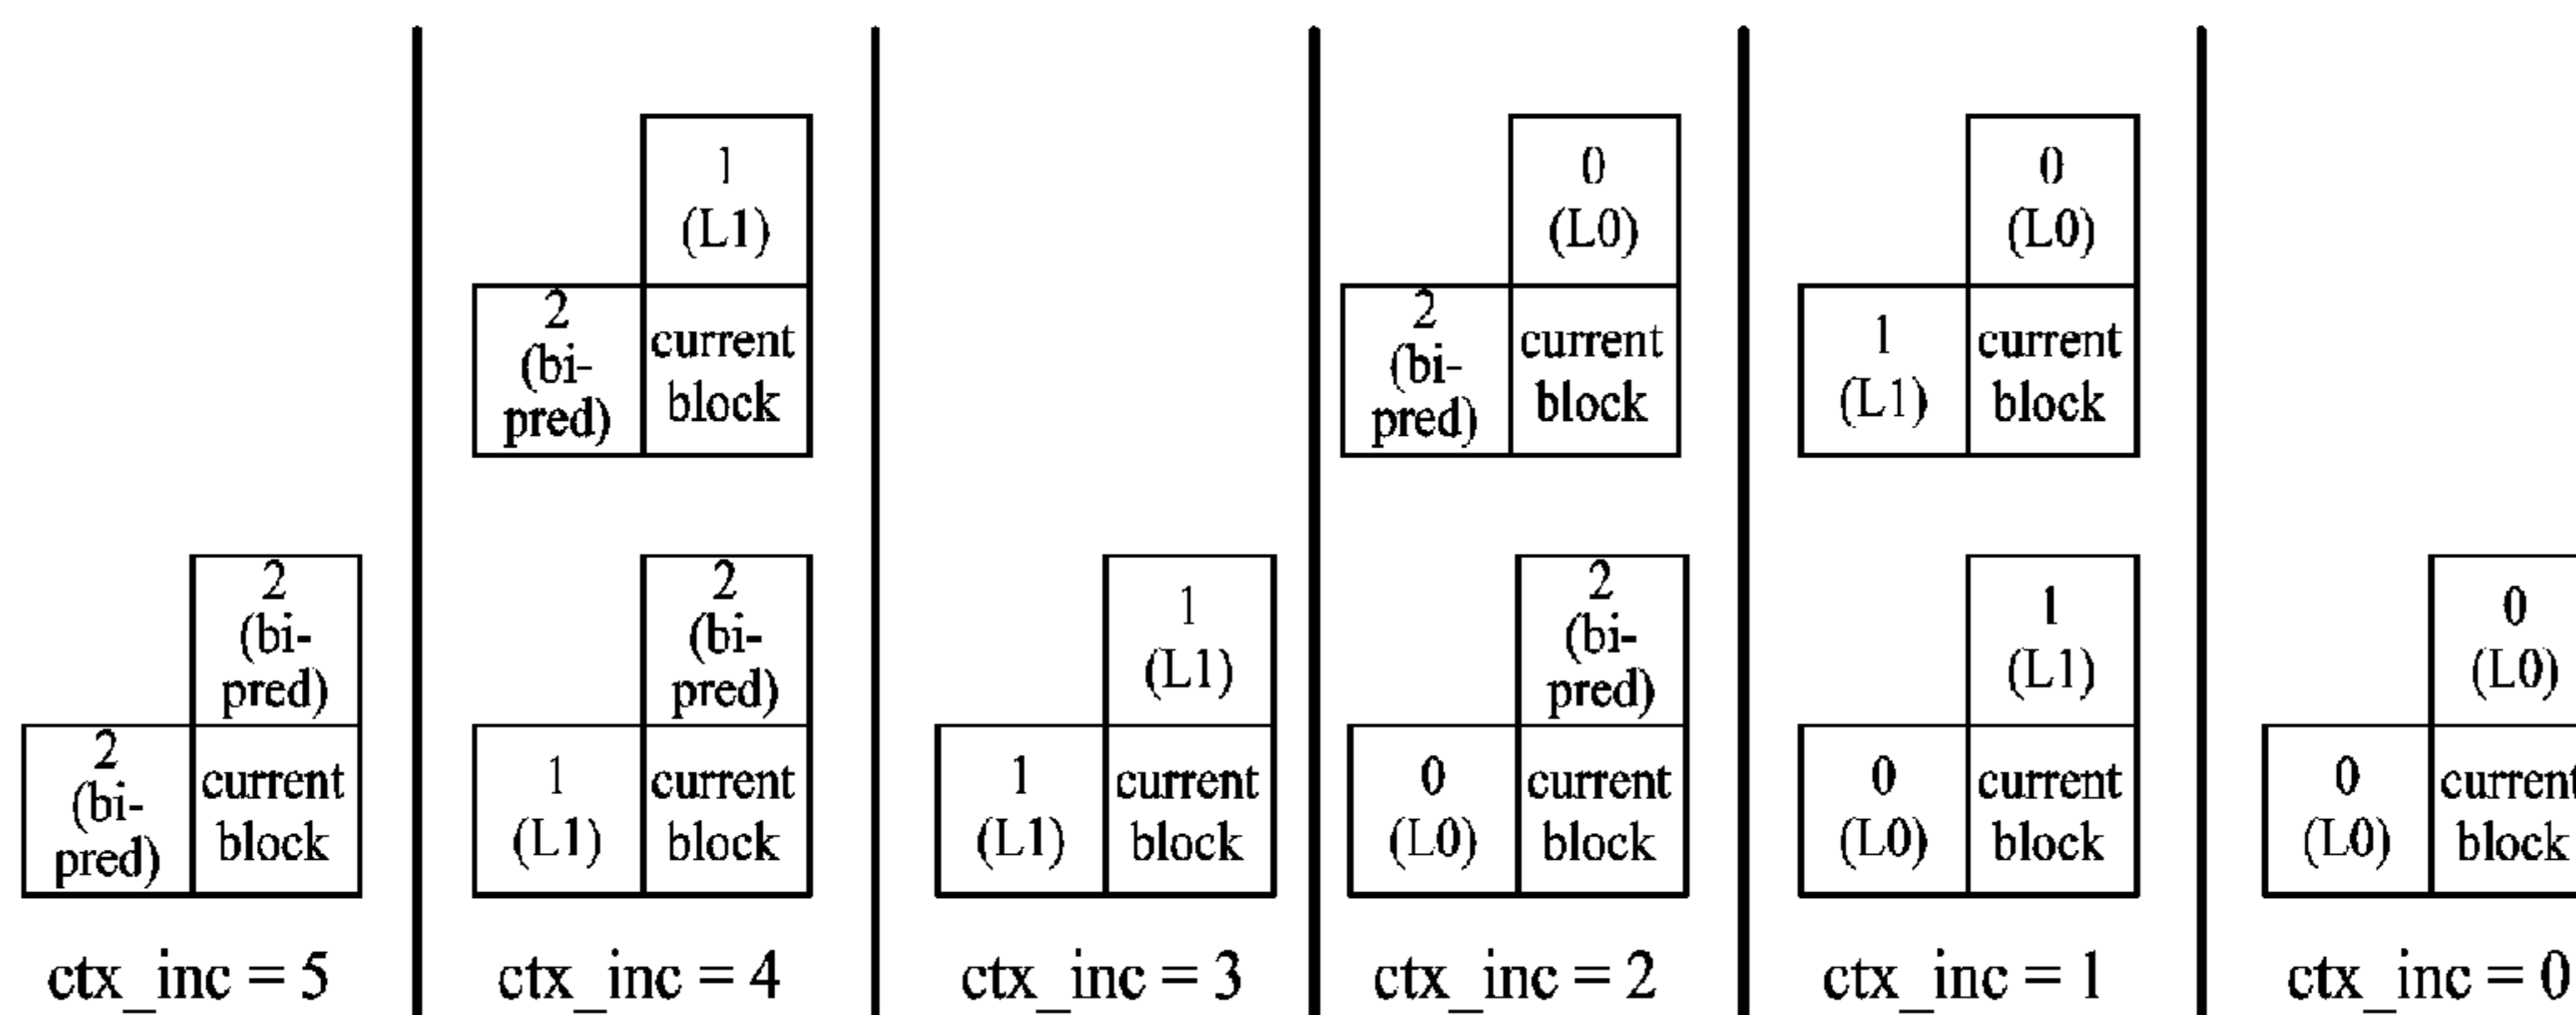 2
(bi-
pred)
2
(bi-
pred)
current
block
ctx_inc = 5
1
(L1)
2
(bi-
pred)
current
block
2
(bi-
pred)
1
(L1)
current
block
ctx_inc = 4
1
(L1)
1
(L1)
current
block
ctx_inc = 3
0
(L0)
2
(bi-
pred)
current
block
2
(bi-
pred)
0
(L0)
current
block
ctx_inc = 2
0
(L0)
1
(L1)
current
block
1
(L1)
0
(L0)
current
block
ctx_inc = 1
0
(L0)
0
(L0)
current
block
ctx_inc = 0